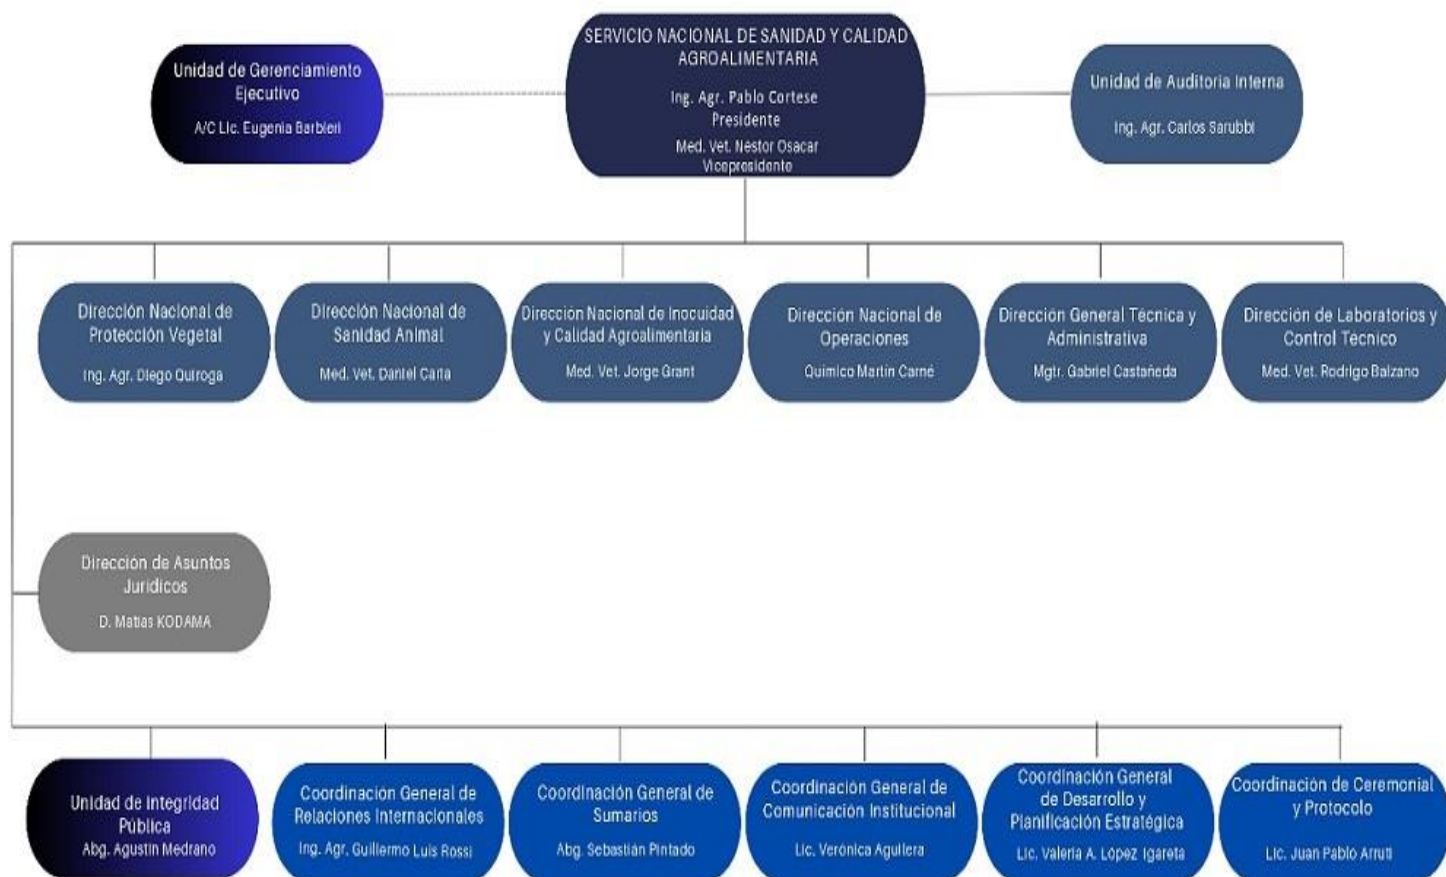 SERVICIO NACIONAL DE SANIDAD Y CALIDAD
AGROALIMENTARIA
Ing. Agr. Pablo Cortese
Presidente
Med. Vet. Néstor Osacar
Vicepresidente
Unidad de Gerenciamiento
Ejecutivo
A/C Lic. Eugenia Barbieri
Unidad de Auditoria Interna
Ing. Agr. Carlos Sarubbi
Dirección Nacional de
Protección Vegetal
Ing. Agr. Diego Quiroga
Dirección Nacional de
Sanidad Animal
Med. Vet. Daniel Caria
Dirección Nacional de Inocuidad
y Calidad Agroalimentaria
Med. Vet. Jorge Grant
Dirección Nacional de
Operaciones
Químico Martín Carné
Dirección General Técnica y
Administrativa
Mgtr. Gabriel Castañeda
Dirección de Laboratorios y
Control Tecnico
Med. Vet. Rodrigo Balzano
Dirección de Asuntos
Jurídicos
D. Matias KODAMA
Unidad de Integridad
Pública
Abg. Agustín Medrano
Coordinación General de
Relaciones Internacionales
Ing. Agr. Guillermo Luis Rossi
Coordinación General de
Sumarios
Abg. Sebastián Pintado
Coordinación General de
Comunicación Institucional
Lic. Verónica Aguilera
Coordinación General
de Desarrollo y
Planificación Estratégica
Lic. Valeria A. López Igareta
Coordinación de Ceremonial
y Protocolo
Lic. Juan Pablo Arruti